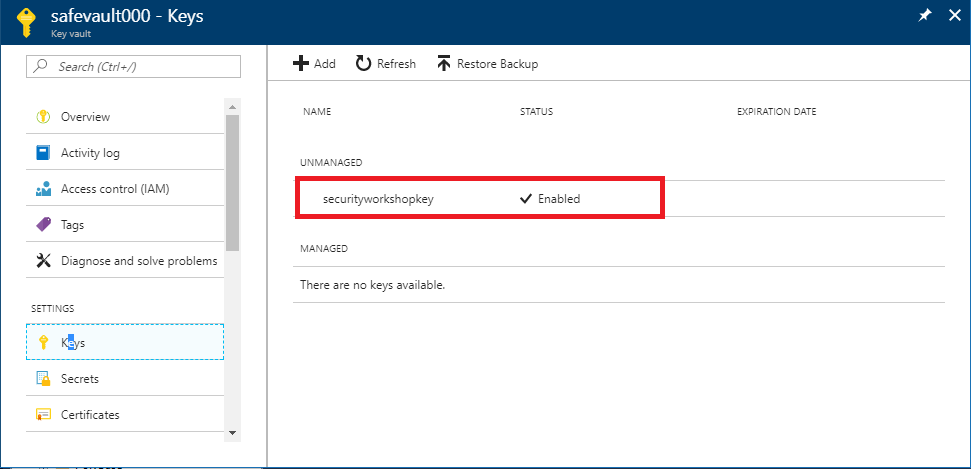 safevault000 - Keys
Key vault
Search (Ctrl+/)
Overview
Activity log
Access control (IAM)
Tags
Diagnose and solve problems
SETTINGS
Keys
Secrets
Certificates
Add Refresh Restore Backup
NAME STATUS EXPIRATION DATE
UNMANAGED
securityworkshopkey Enabled
MANAGED
There are no keys available.